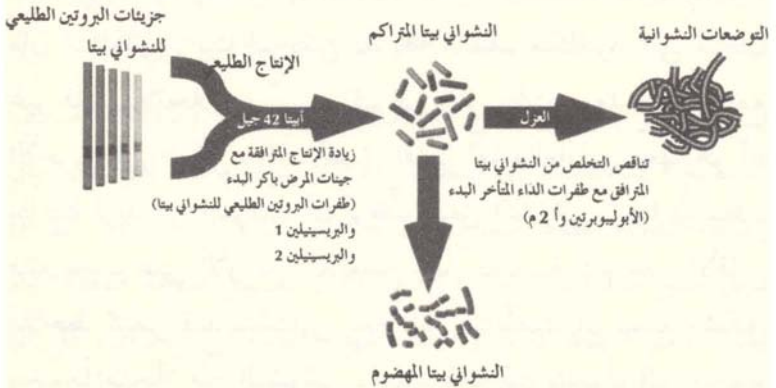 جزيئات البروتين الطليعي
للنشواني بيتا
الإنتاج الطليعي
أبيتا 42 جيل
زيادة الإنتاج المترافقة مع
جينات المرض باكر البدء
(طفرات البروتين الطليعي للنشواني بيتا)
والبريسينيلين 1
والبريسينيلين 2
النشواني بيتا المتراكم
العزل
التوضعات النشوانية
تناقص التخلص من النشواني بيتا
المترافق مع طفرات الداء المتأخر البدء
(الأبوليبوبرتين وأ 2 م)
النشواني بيتا المهضوم